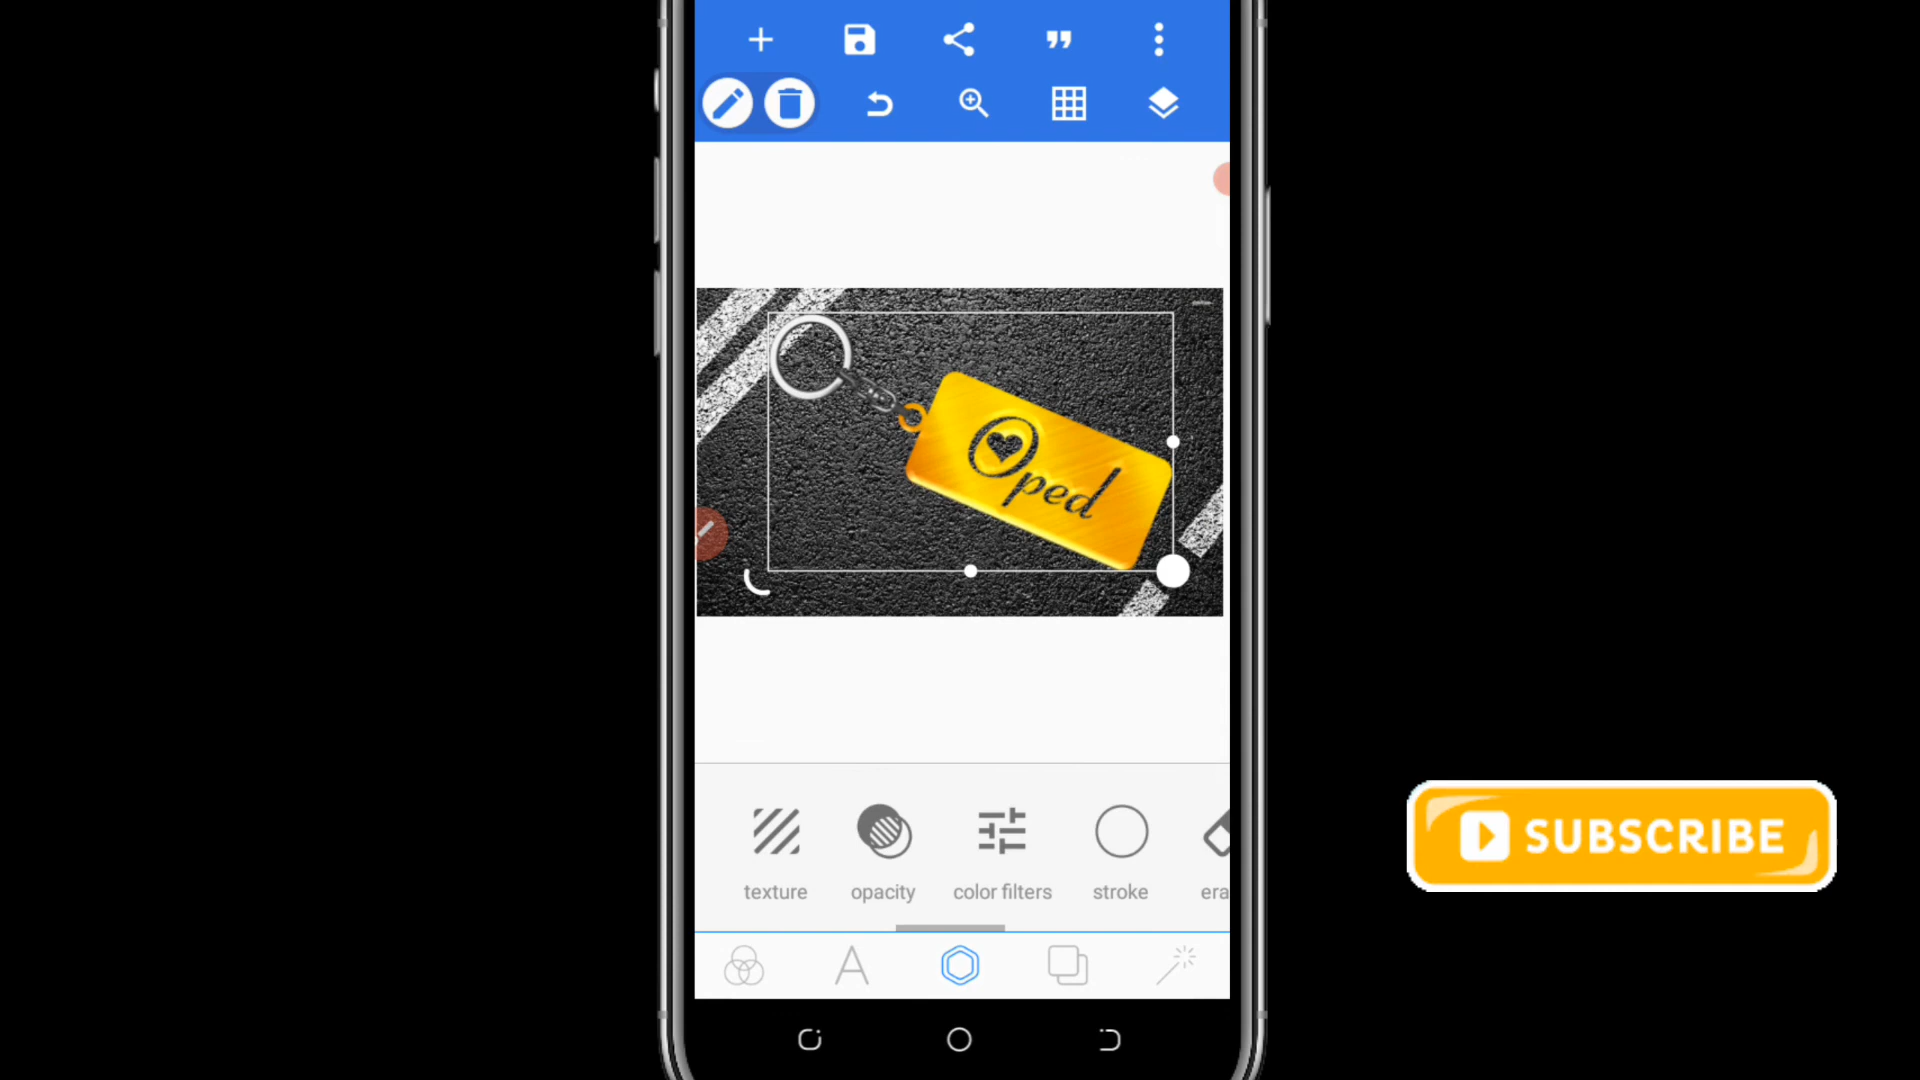 Oped
texture
opacity
color filters
stroke
era
SUBSCRIBE